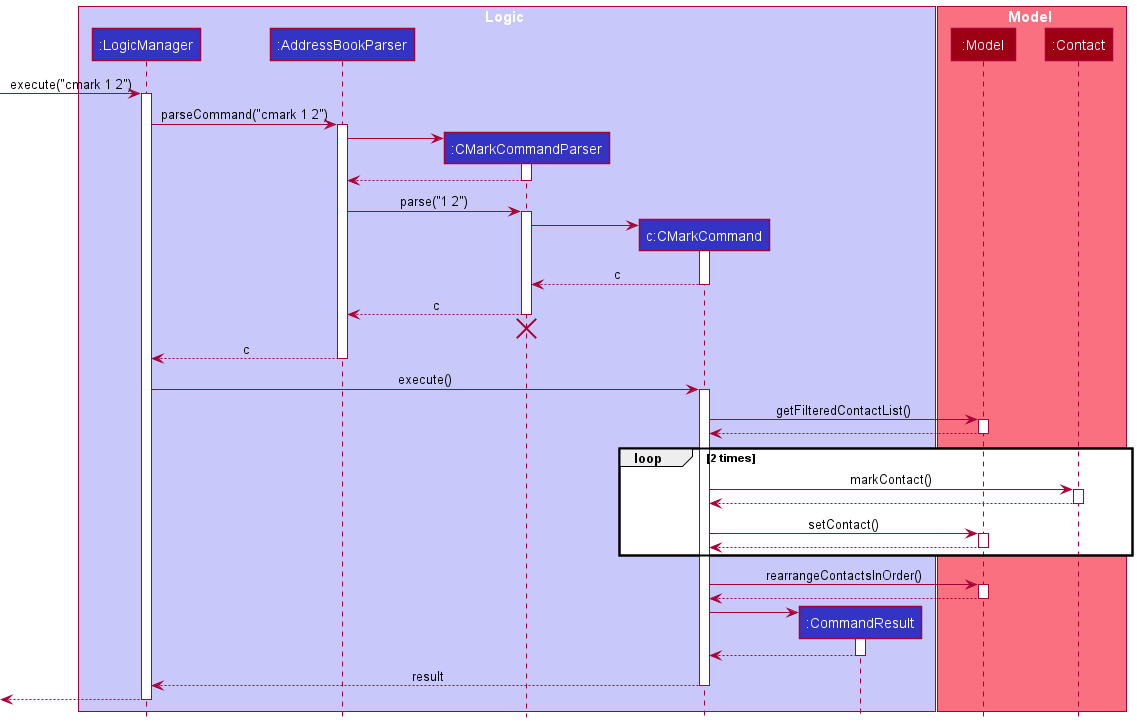 Logic
Model
:LogicManager
:AddressBookParser
:Model
:Contact
execute("cmark 1 2")
parseCommand("cmark 1 2")
:CMarkCommandParser
parse("1 2")
c:CMarkCommand
c
c
c
execute()
getFilteredContactList()
loop
[2 times]
markContact()
setContact()
rearrangeContactsInOrder()
:CommandResult
result